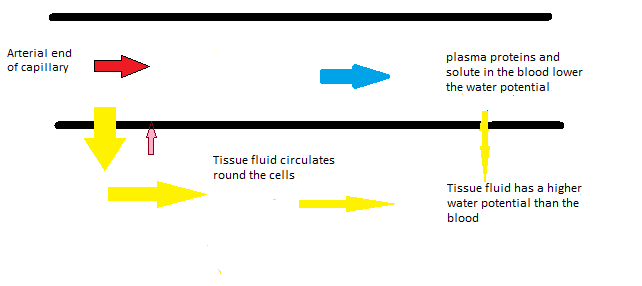 Arterial end
of capillary
plasma proteins and
solute in the blood lower
the water potential
Tissue fluid circulates
round the cells
Tissue fluid has a higher
water potential than the
blood